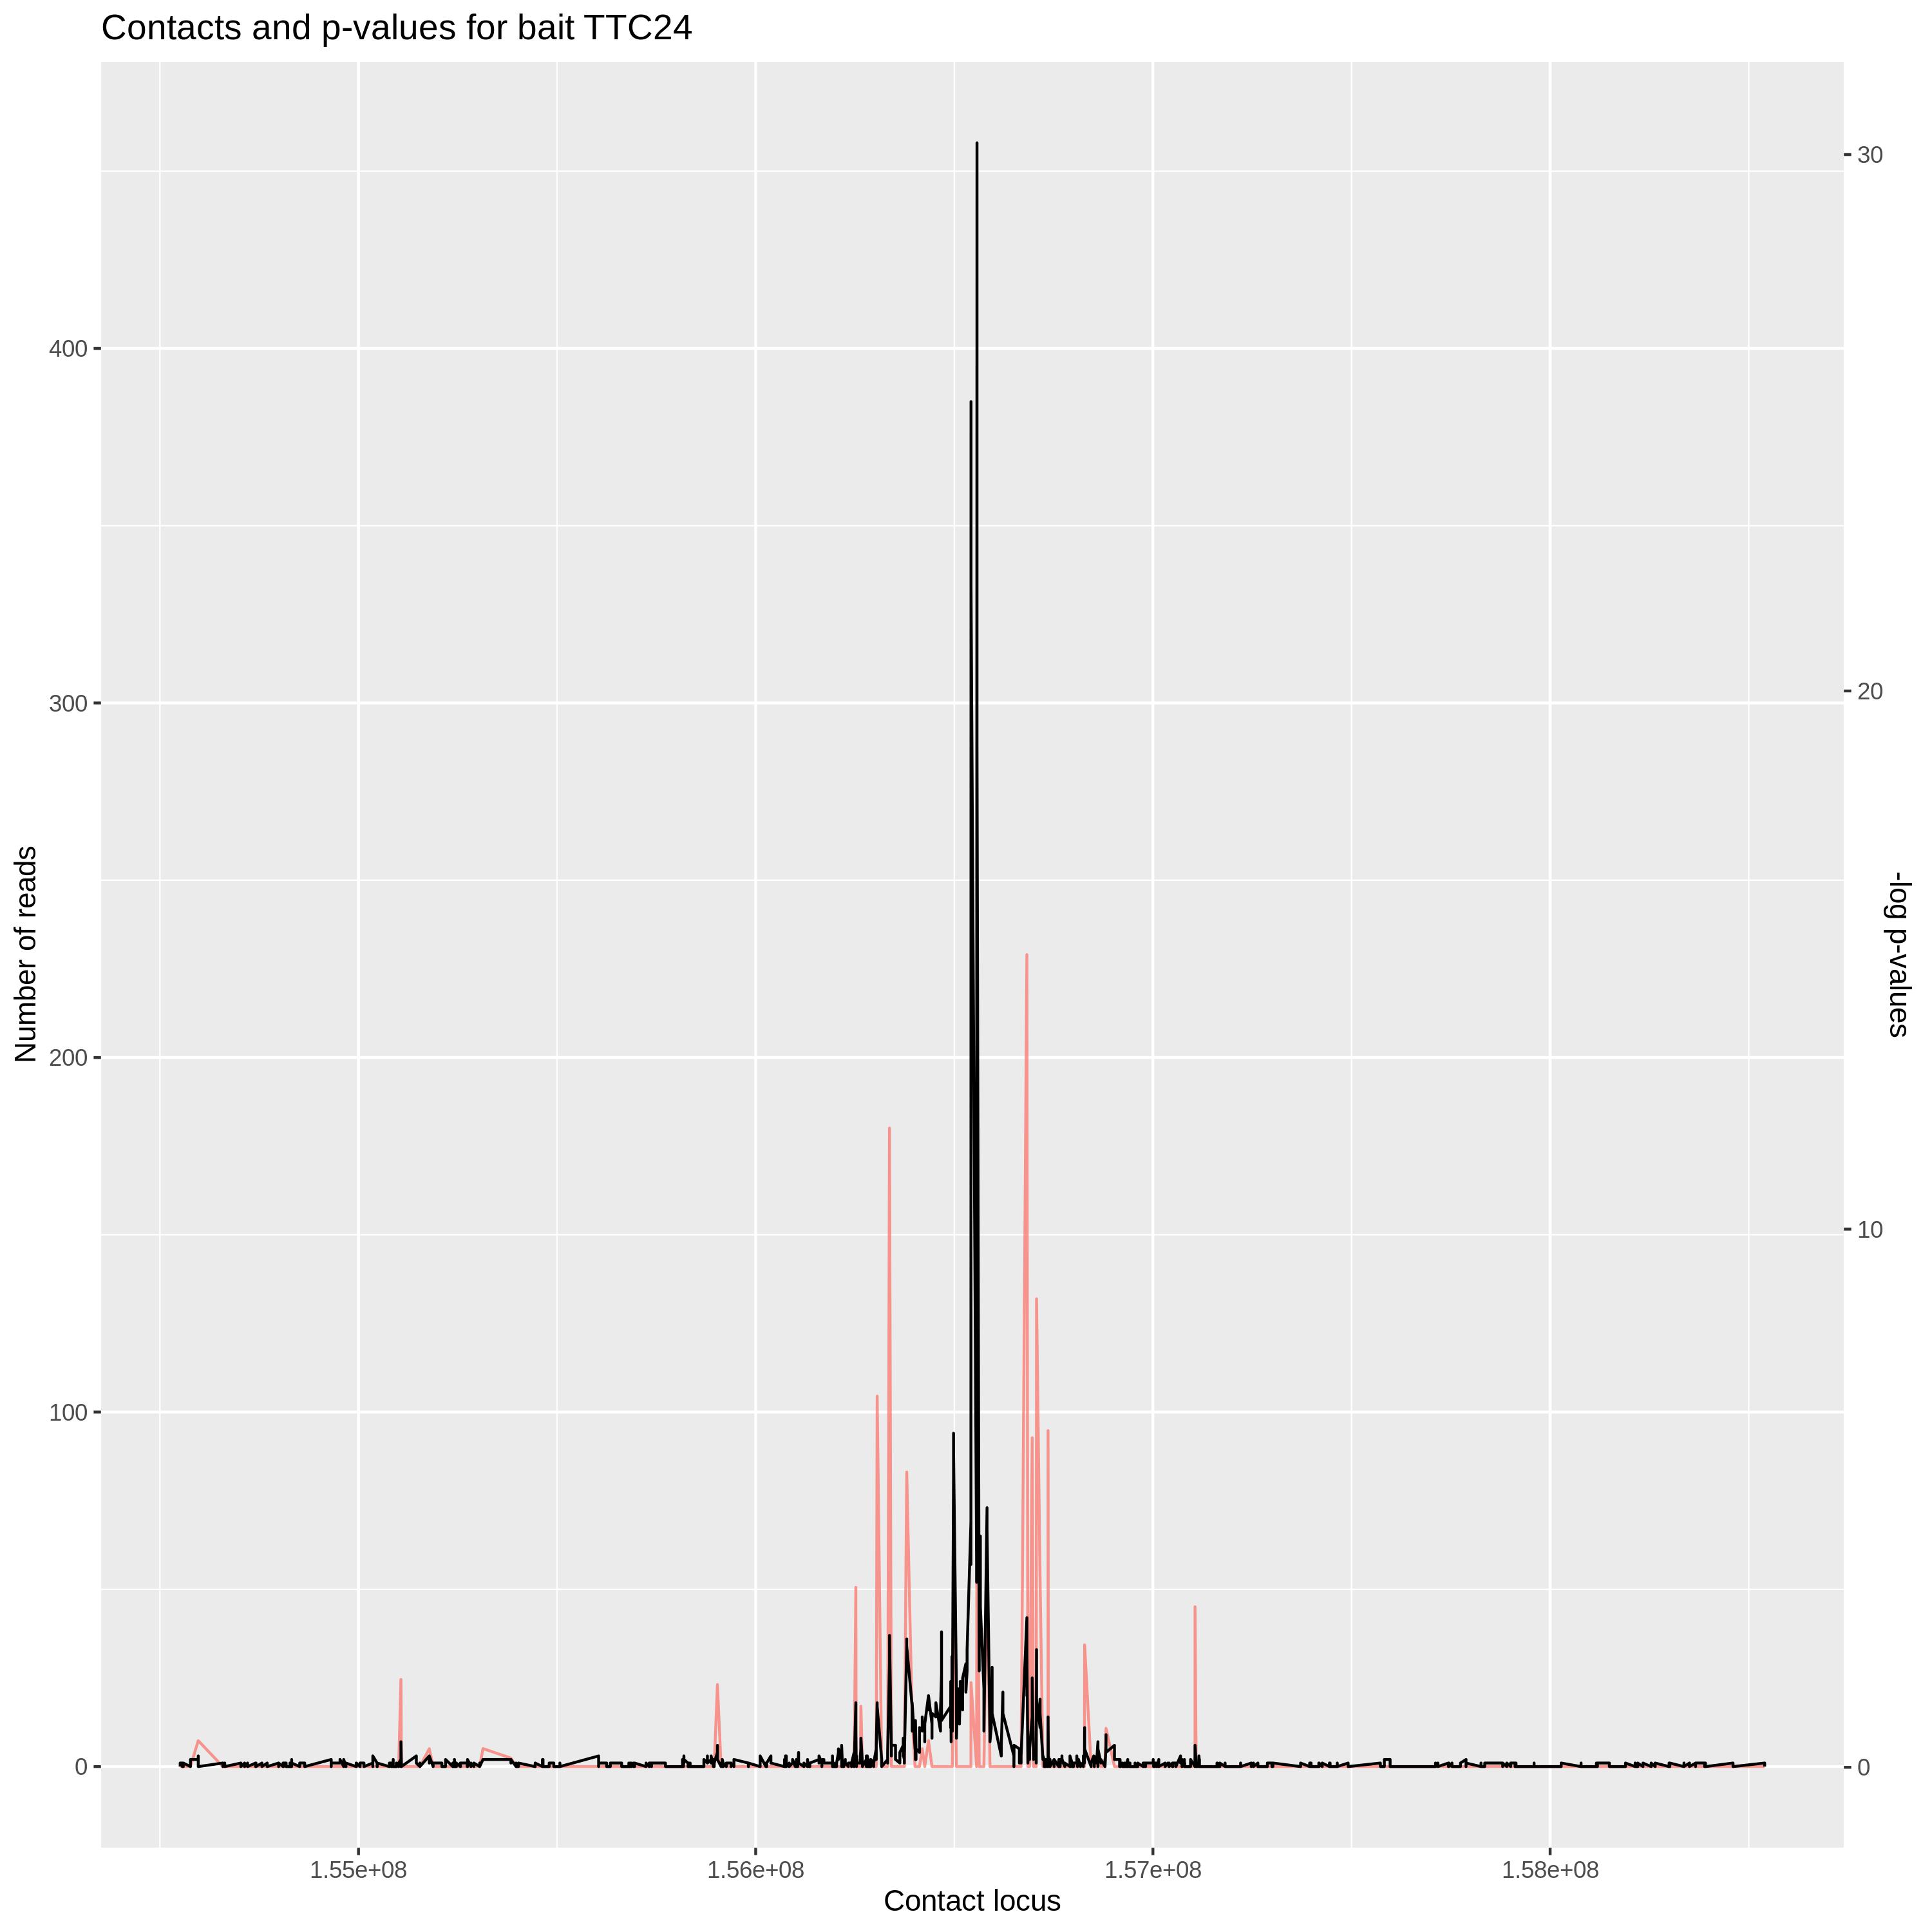 Contacts and p-values for bait TTC24
Number of reads
400
300
200
100
0
30
20
10
0
-log p-values
1.55e+08
1.56e+08
1.57e+08
1.58e+08
Contact locus